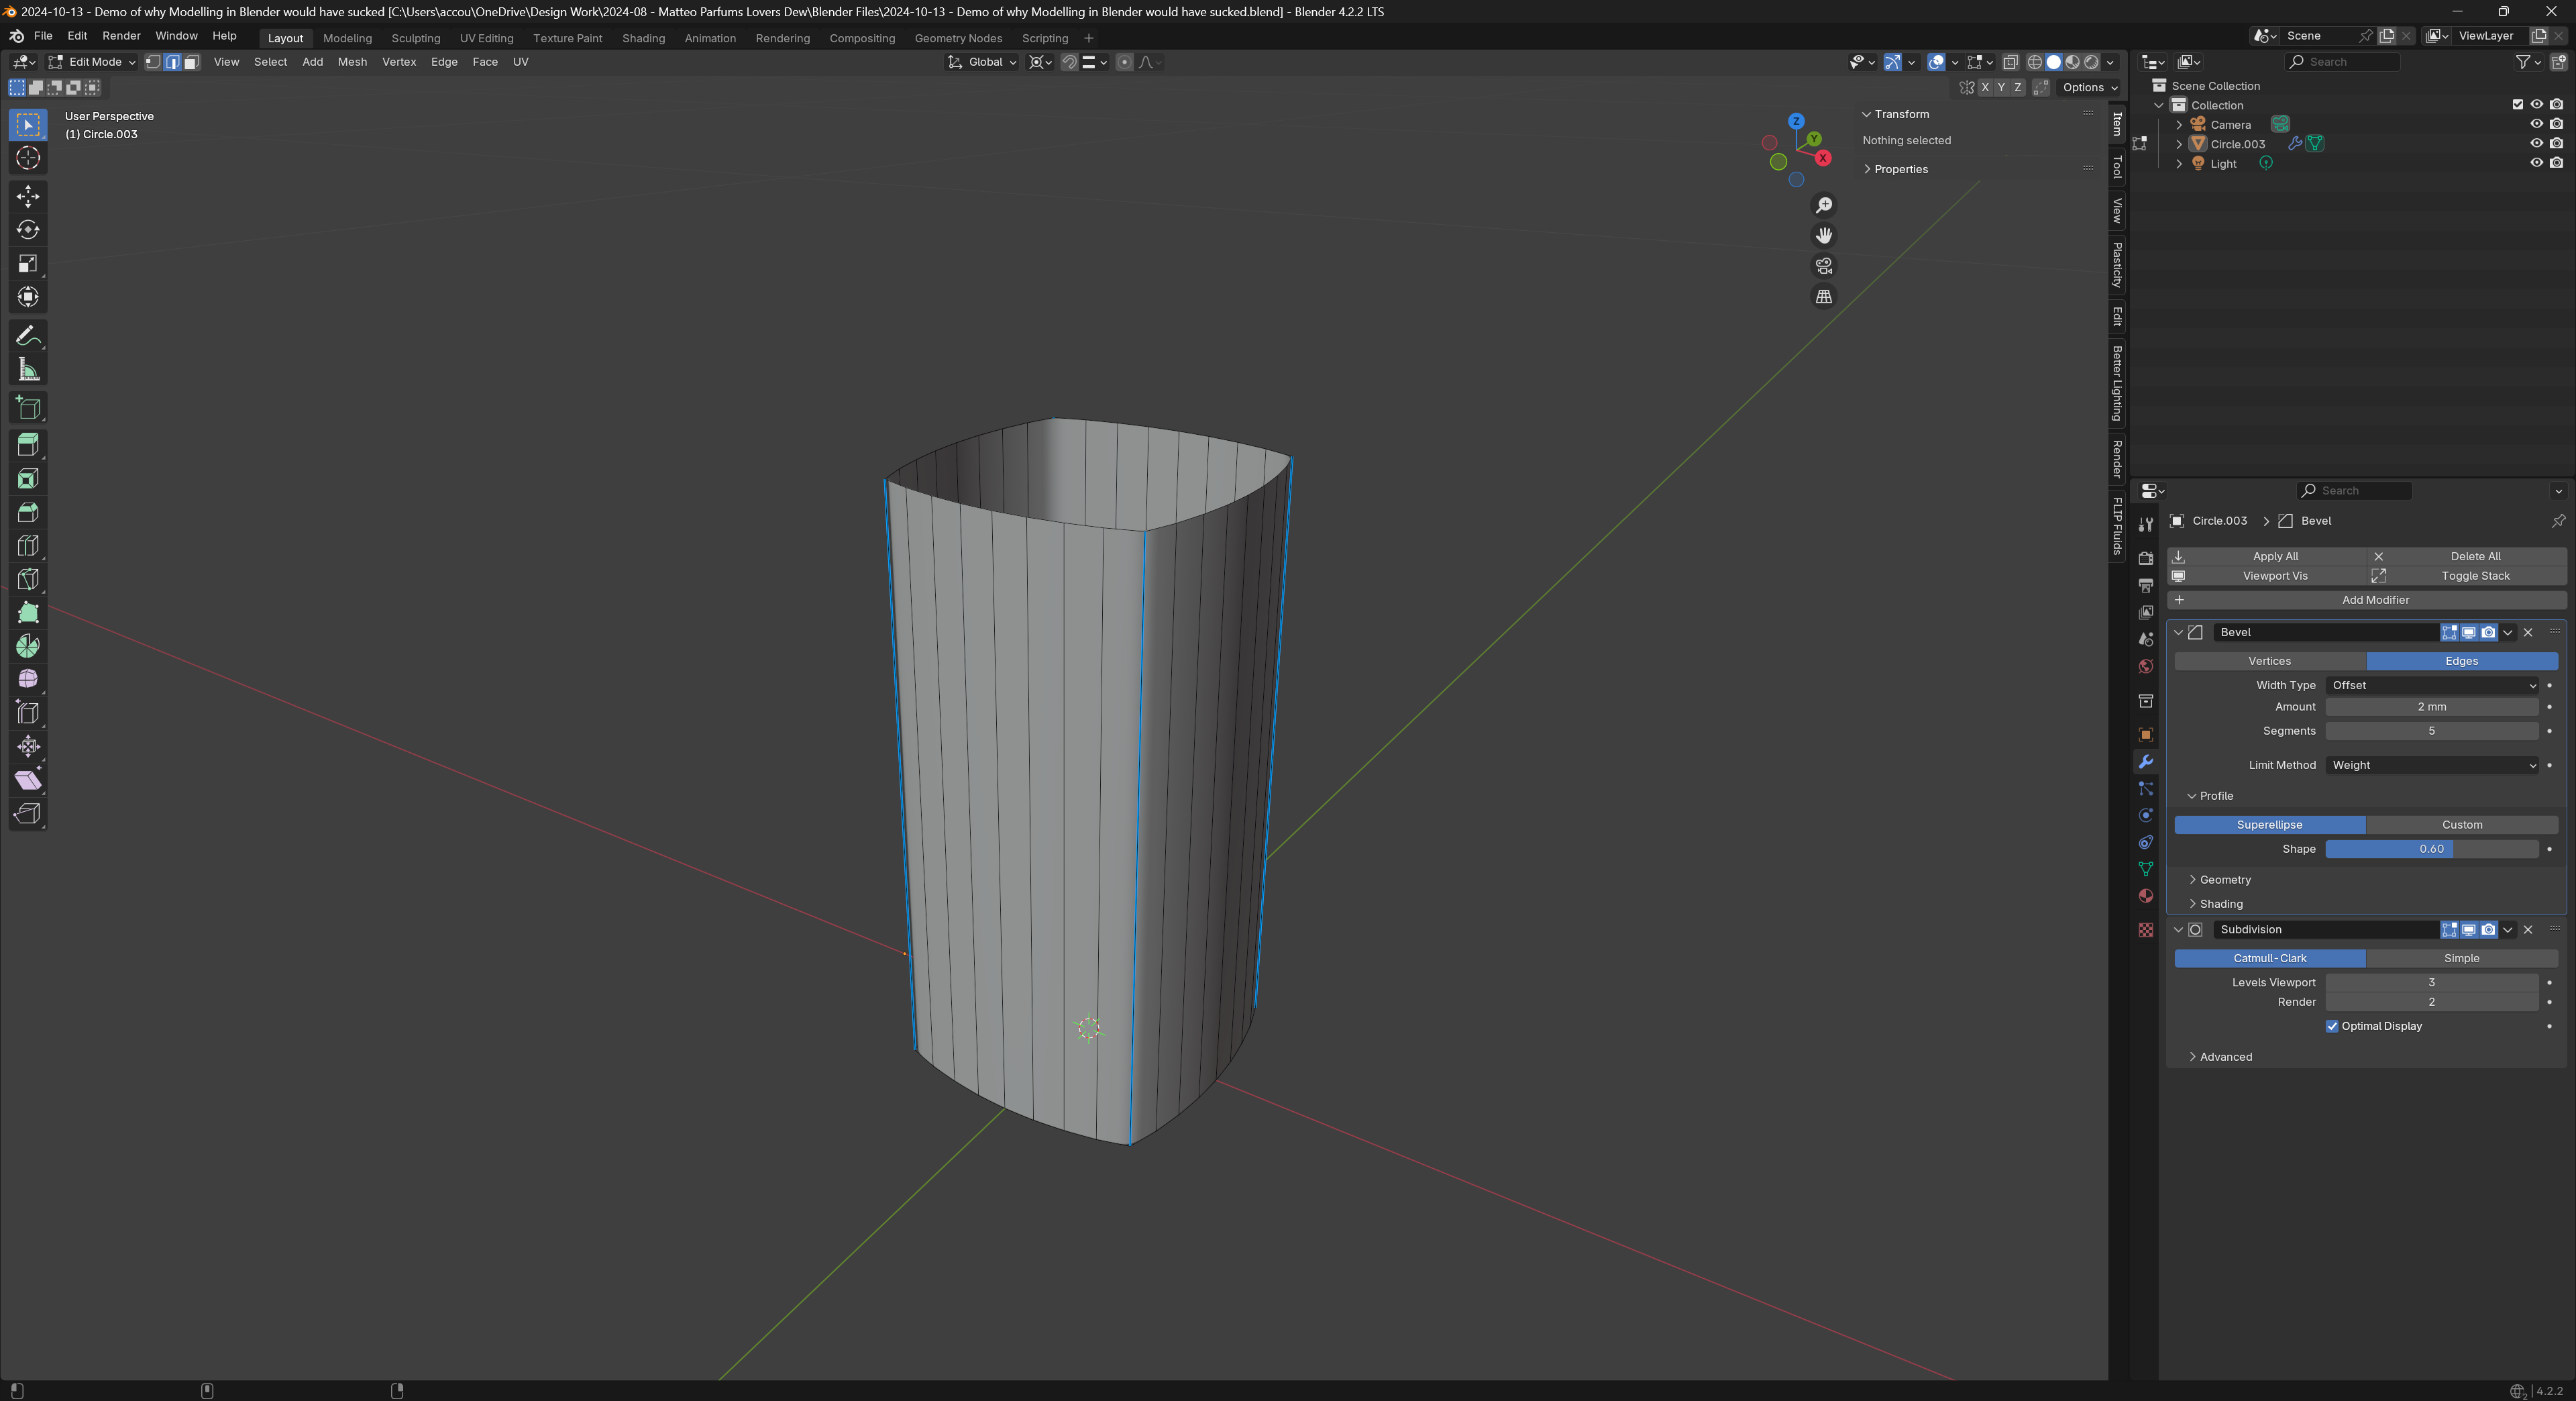 2024-10-13 - Demo of why Modelling in Blender would have sucked [C:\Users\accou\OneDrive\Design Work\2024-08 - Matteo Parfums Lovers Dew\Blender Files\2024-10-13 - Demo of why Modelling in Blender would have sucked.blend] - Blender 4.2.2 LTS
File Edit Render Window Help Layout Modeling Sculpting UV Editing Texture Paint Shading Animation Rendering Compositing Geometry Nodes Scripting + Scene ViewLayer
Edit Mode View Select Add Mesh Vertex Edge Face UV Global Search
X Y Z Options
User Perspective
(1) Circle.003
Z
Y
X
Transform
Nothing selected
Properties
Item
Tool
View
Plasticity
Edit
Better Lighting
Render
FLIP Fluids
Scene Collection
Collection
Camera
Circle.003
Light
Search
Circle.003 > Bevel
Apply All Delete All
Viewport Vis Toggle Stack
Add Modifier
Bevel
Vertices Edges
Width Type Offset
Amount 2 mm
Segments 5
Limit Method Weight
Profile
Superellipse Custom
Shape 0.60
Geometry
Shading
Subdivision
Catmull-Clark Simple
Levels Viewport 3
Render 2
Optimal Display
Advanced
2 | 4.2.2